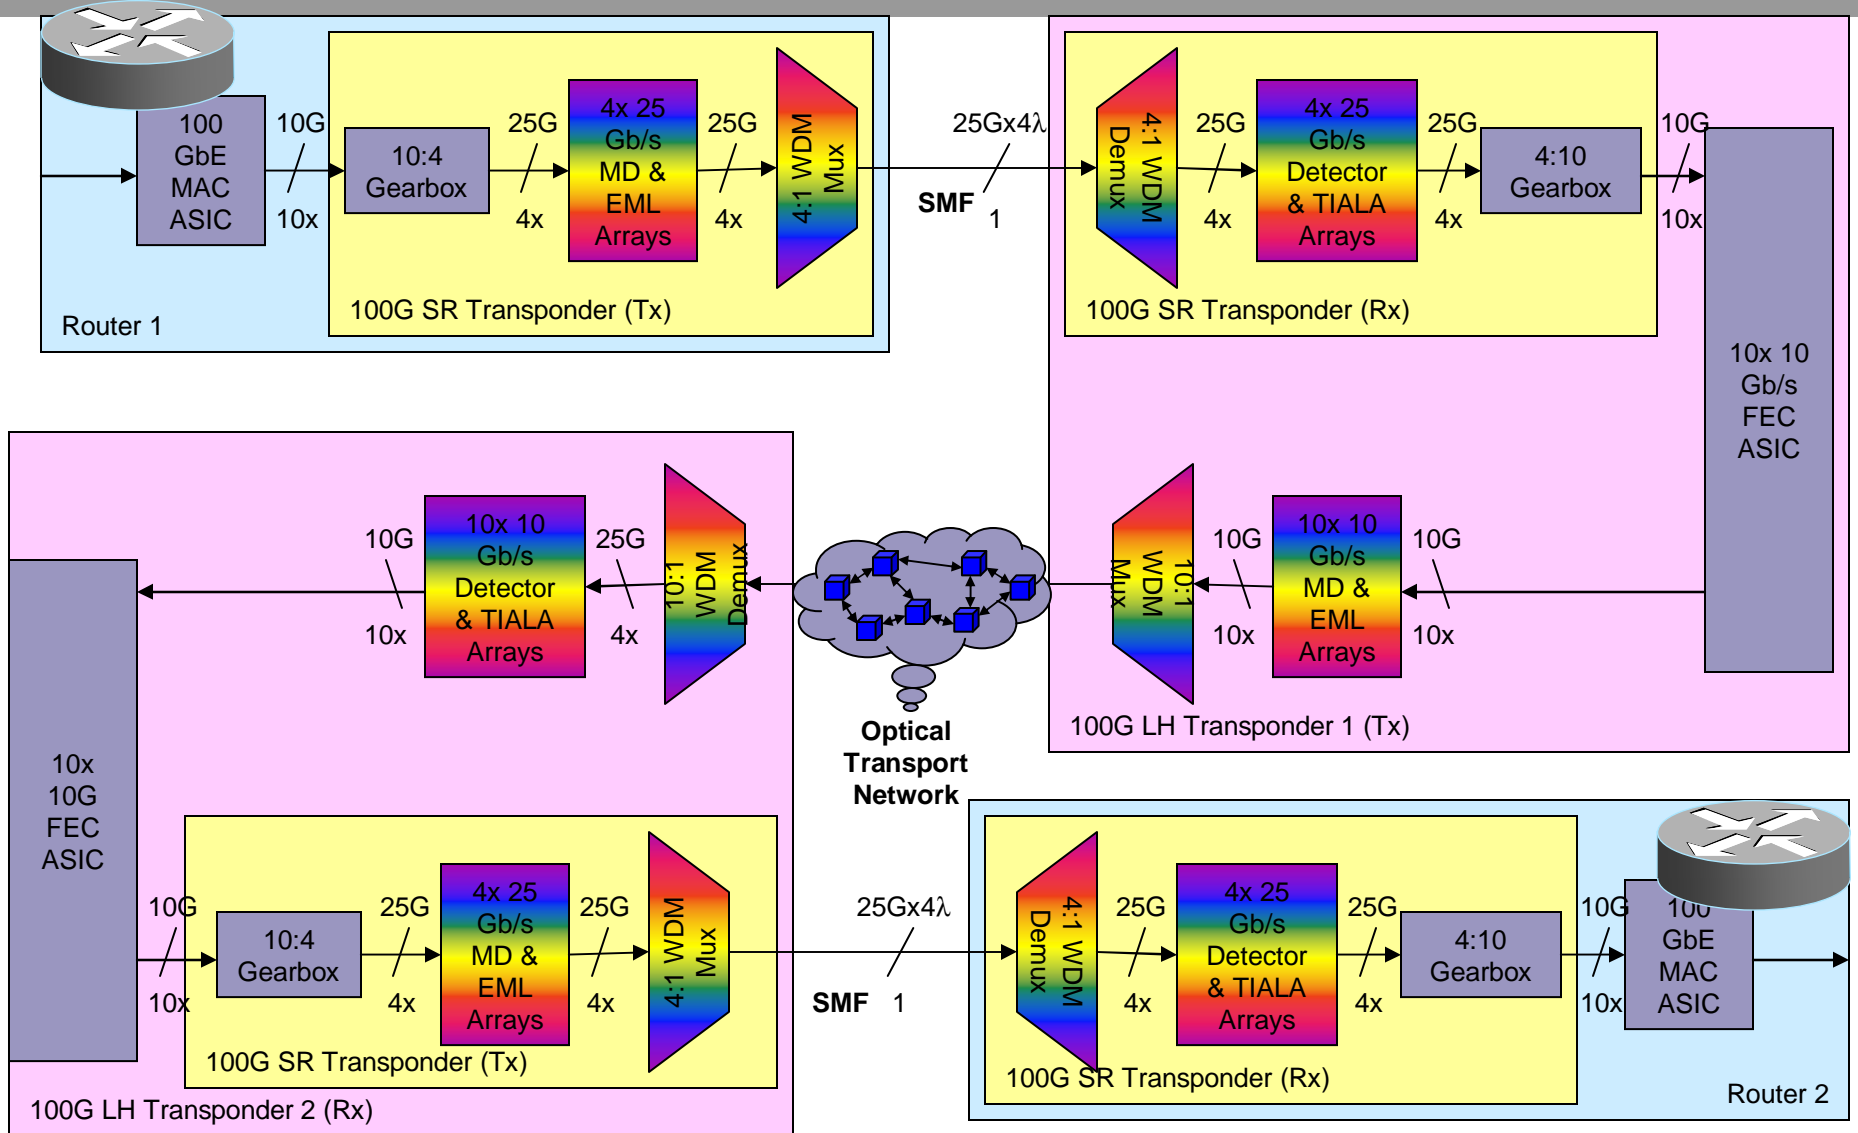 100
GbE
MAC
ASIC
10G
10x
10:4
Gearbox
25G
4x
4x 25
Gb/s
MD &
EML
Arrays
25G
4x
4:1 WDM
Mux
100G SR Transponder (Tx)
Router 1
25Gx4λ
SMF
1
4:1 WDM
Demux
25G
4x
4x 25
Gb/s
Detector
& TIALA
Arrays
25G
4x
4:10
Gearbox
10G
10x
100G SR Transponder (Rx)
10x 10
Gb/s
FEC
ASIC
10G
10x
10x 10
Gb/s
MD &
EML
Arrays
10G
10x
10:1
WDM
Mux
100G LH Transponder 1 (Tx)
Optical
Transport
Network
10:1
WDM
Demux
25G
4x
10x 10
Gb/s
Detector
& TIALA
Arrays
10G
10x
10x
10G
FEC
ASIC
10G
10x
10:4
Gearbox
25G
4x
4x 25
Gb/s
MD &
EML
Arrays
25G
4x
4:1 WDM
Mux
100G SR Transponder (Tx)
100G LH Transponder 2 (Rx)
25Gx4λ
SMF
1
4:1 WDM
Demux
25G
4x
4x 25
Gb/s
Detector
& TIALA
Arrays
25G
4x
4:10
Gearbox
10G
10x
100
GbE
MAC
ASIC
100G SR Transponder (Rx)
Router 2